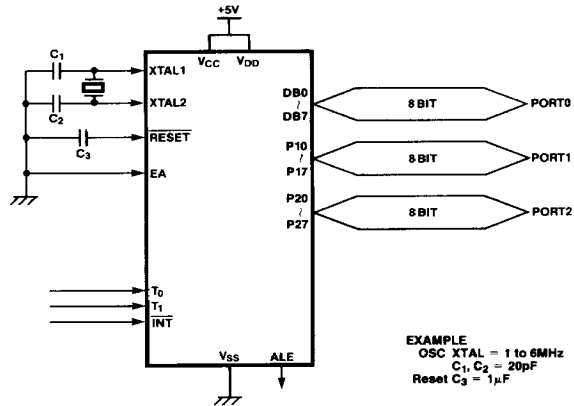 +5V
VCC VDD
C1
XTAL1
C2
XTAL2
C3
RESET
EA
DB0
≀
DB7
8 BIT
PORT0
P10
≀
P17
8 BIT
PORT1
P20
≀
P27
8 BIT
PORT2
T0
T1
INT
VSS ALE
EXAMPLE
OSC XTAL = 1 to 6MHz
C1, C2 = 20pF
Reset C3 = 1μF